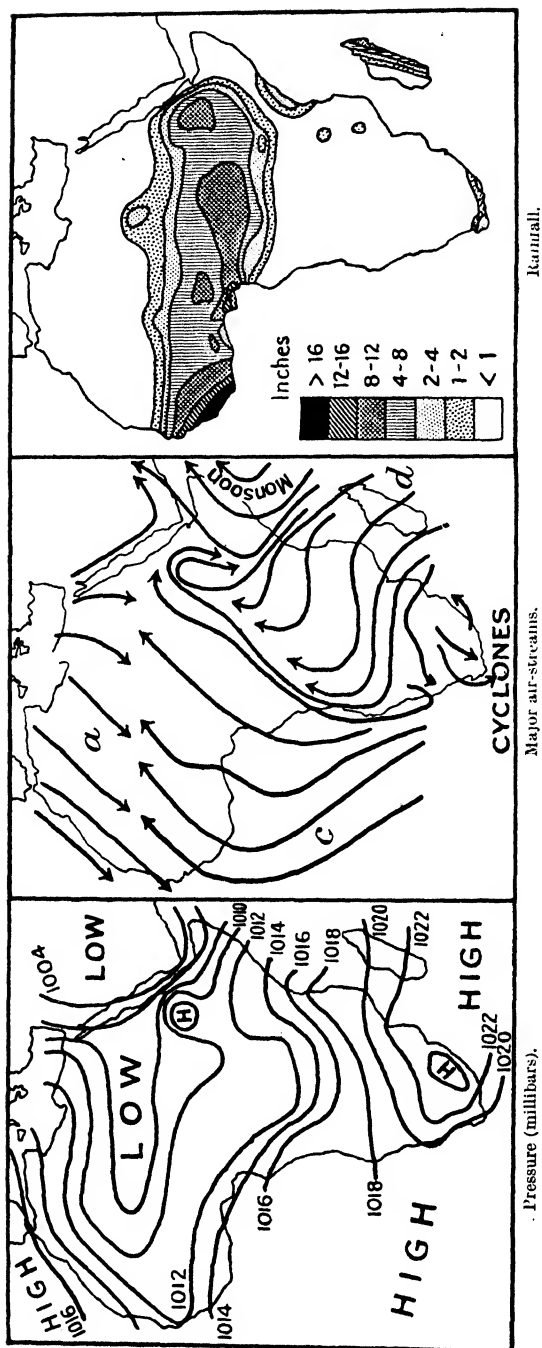 HIGH
1016
1004
LOW
LOW
H
1010
1012
1014
1016
1018
1020
1022
1012
1014
1016
1018
HIGH
HIGH
H
1022
1020
Pressure (millibars).
a
Monsoon
c
d
CYCLONES
Major air-streams.
Inches
> 16
12-16
8-12
4-8
2-4
1-2
< 1
Rainfall.